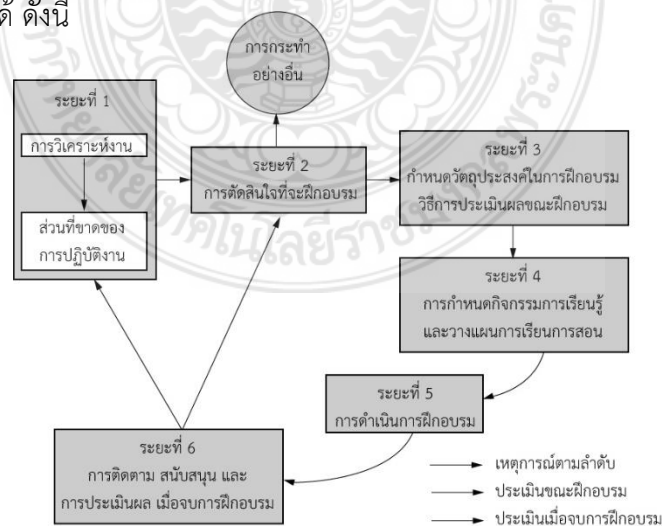 ได้ ดังนี้
การกระทำ
อย่างอื่น
ระยะที่ 1
การวิเคราะห์งาน
ส่วนที่ขาดของ
การปฏิบัติงาน
ระยะที่ 2
การตัดสินใจที่จะฝึกอบรม
ระยะที่ 3
กำหนดวัตถุประสงค์ในการฝึกอบรม
วิธีการประเมินผลขณะฝึกอบรม
ระยะที่ 4
การกำหนดกิจกรรมการเรียนรู้
และวางแผนการเรียนการสอน
ระยะที่ 5
การดำเนินการฝึกอบรม
ระยะที่ 6
การติดตาม สนับสนุน และ
การประเมินผล เมื่อจบการฝึกอบรม
เหตุการณ์ตามลำดับ
ประเมินขณะฝึกอบรม
ประเมินเมื่อจบการฝึกอบรม